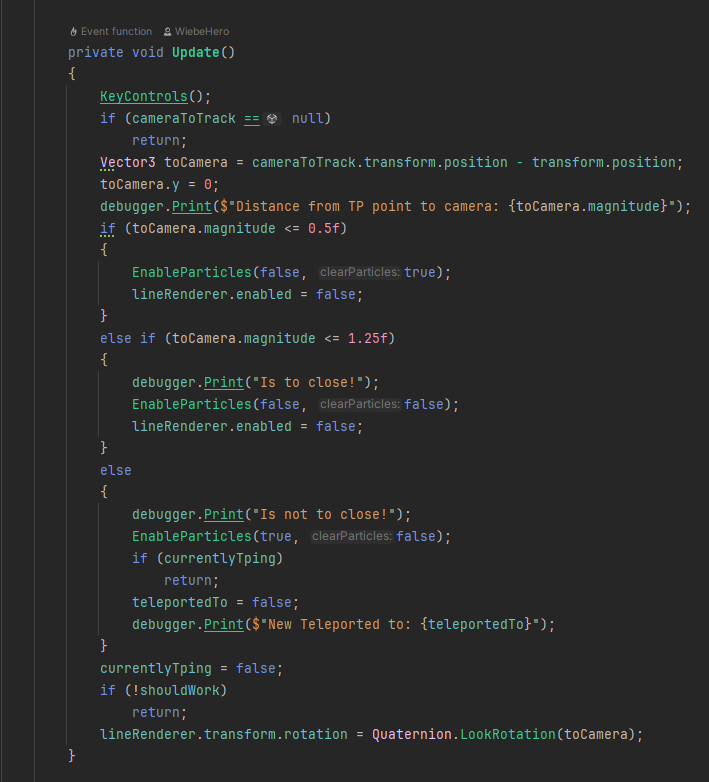 Event function WiebeHero
private void Update()
{
KeyControls();
if (cameraToTrack == null)
return;
Vector3 toCamera = cameraToTrack.transform.position - transform.position;
toCamera.y = 0;
debugger.Print($"Distance from TP point to camera: {toCamera.magnitude}");
if (toCamera.magnitude <= 0.5f)
{
EnableParticles(false, clearParticles: true);
lineRenderer.enabled = false;
}
else if (toCamera.magnitude <= 1.25f)
{
debugger.Print("Is to close!");
EnableParticles(false, clearParticles: false);
lineRenderer.enabled = false;
}
else
{
debugger.Print("Is not to close!");
EnableParticles(true, clearParticles: false);
if (currentlyTping)
return;
teleportedTo = false;
debugger.Print($"New Teleported to: {teleportedTo}");
}
currentlyTping = false;
if (!shouldWork)
return;
lineRenderer.transform.rotation = Quaternion.LookRotation(toCamera);
}